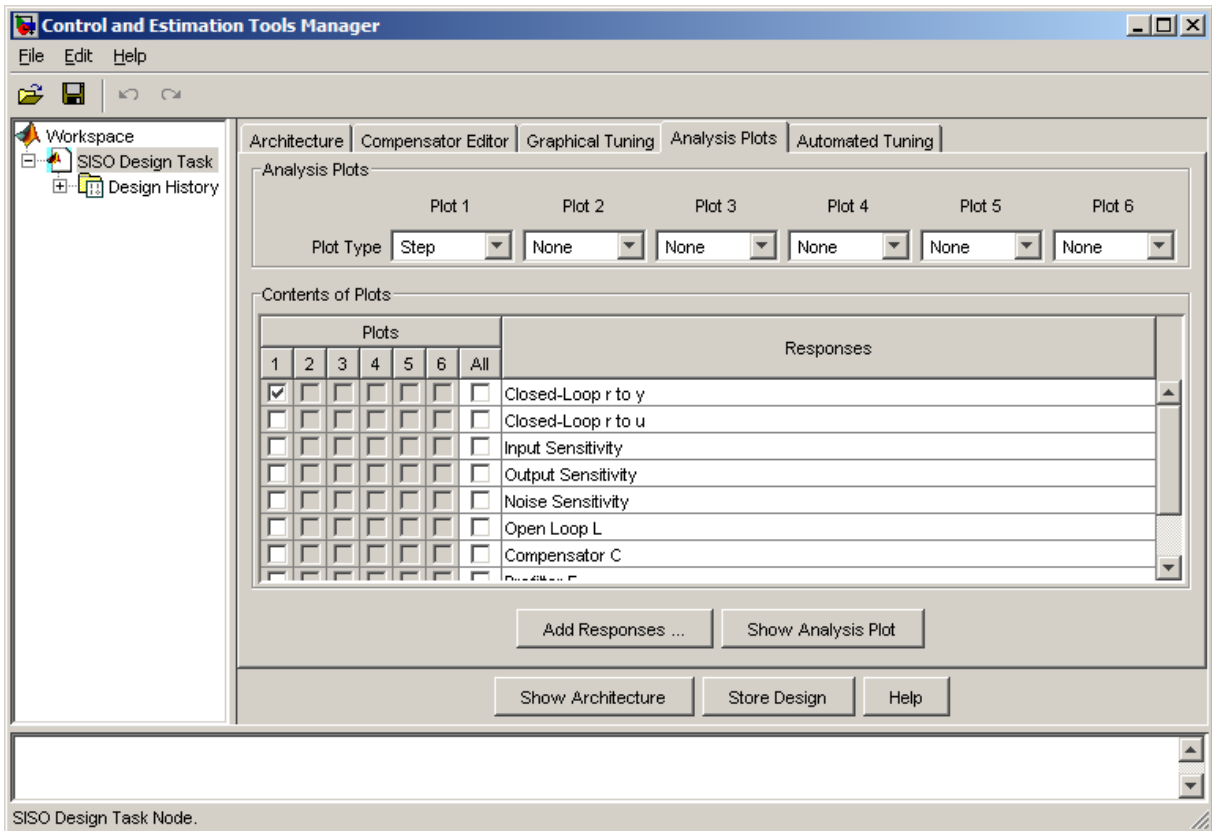 Control and Estimation Tools Manager
File Edit Help
Workspace
SISO Design Task
Design History
Architecture Compensator Editor Graphical Tuning Analysis Plots Automated Tuning
Analysis Plots
Plot 1 Plot 2 Plot 3 Plot 4 Plot 5 Plot 6
Plot Type Step None None None None None
Contents of Plots
Plots
Responses
1 2 3 4 5 6 All
Closed-Loop r to y
Closed-Loop r to u
Input Sensitivity
Output Sensitivity
Noise Sensitivity
Open Loop L
Compensator C
Prefilter F
Add Responses ... Show Analysis Plot
Show Architecture Store Design Help
SISO Design Task Node.